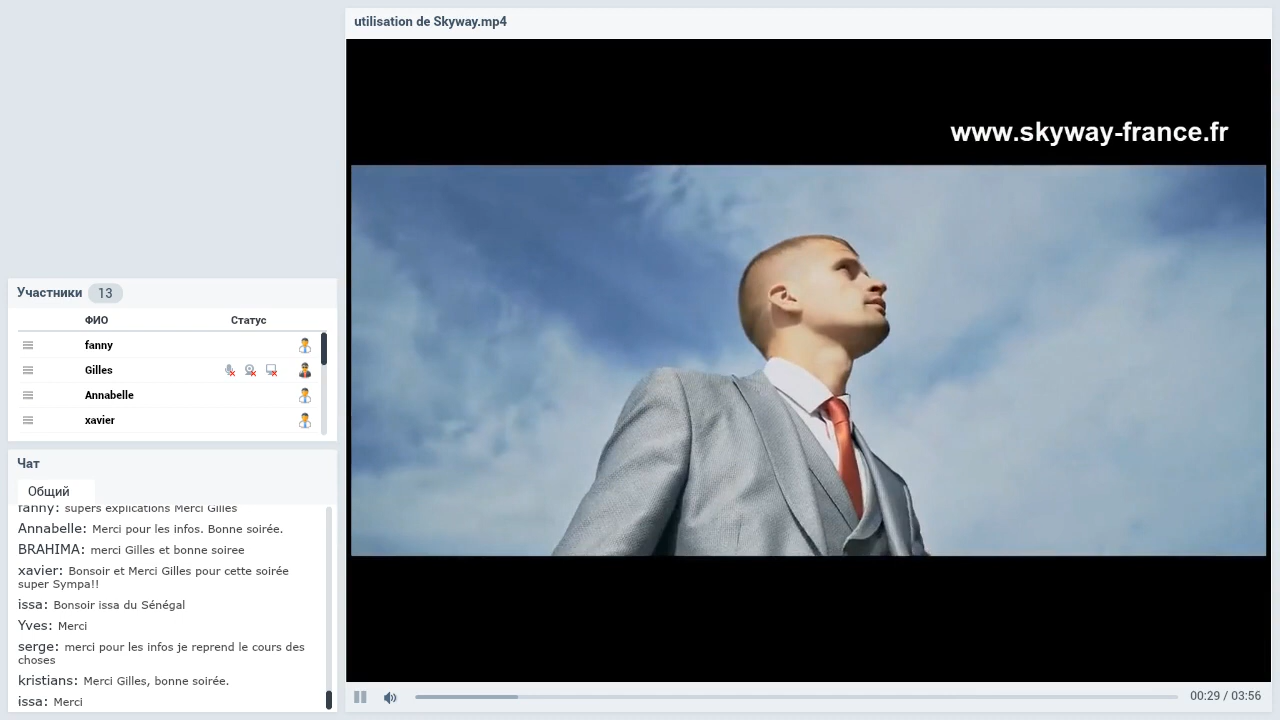 utilisation de Skyway.mp4
www.skyway-france.fr
Участники 13
ФИО Статус
fanny
Gilles
Annabelle
xavier
Чат
Общий
fanny: supers explications Merci Gilles
Annabelle: Merci pour les infos. Bonne soirée.
BRAHIMA: merci Gilles et bonne soiree
xavier: Bonsoir et Merci Gilles pour cette soirée
super Sympa!!
issa: Bonsoir issa du Sénégal
Yves: Merci
serge: merci pour les infos je reprend le cours des
choses
kristians: Merci Gilles, bonne soirée.
issa: Merci
00:29 / 03:56